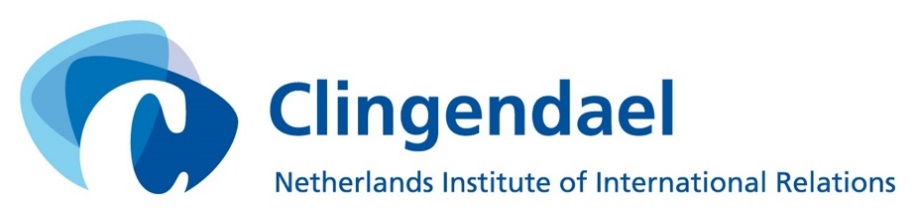 Clingendael
Netherlands Institute of International Relations